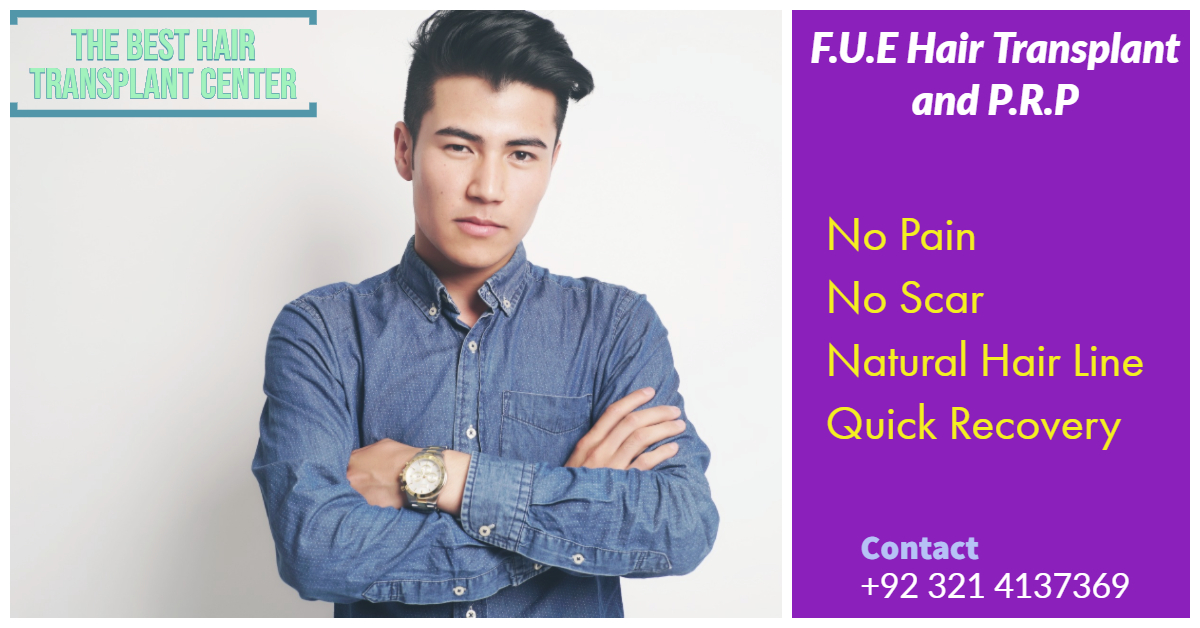 THE BEST HAIR
TRANSPLANT CENTER
F.U.E Hair Transplant
and P.R.P
No Pain
No Scar
Natural Hair Line
Quick Recovery
Contact
+92 321 4137369